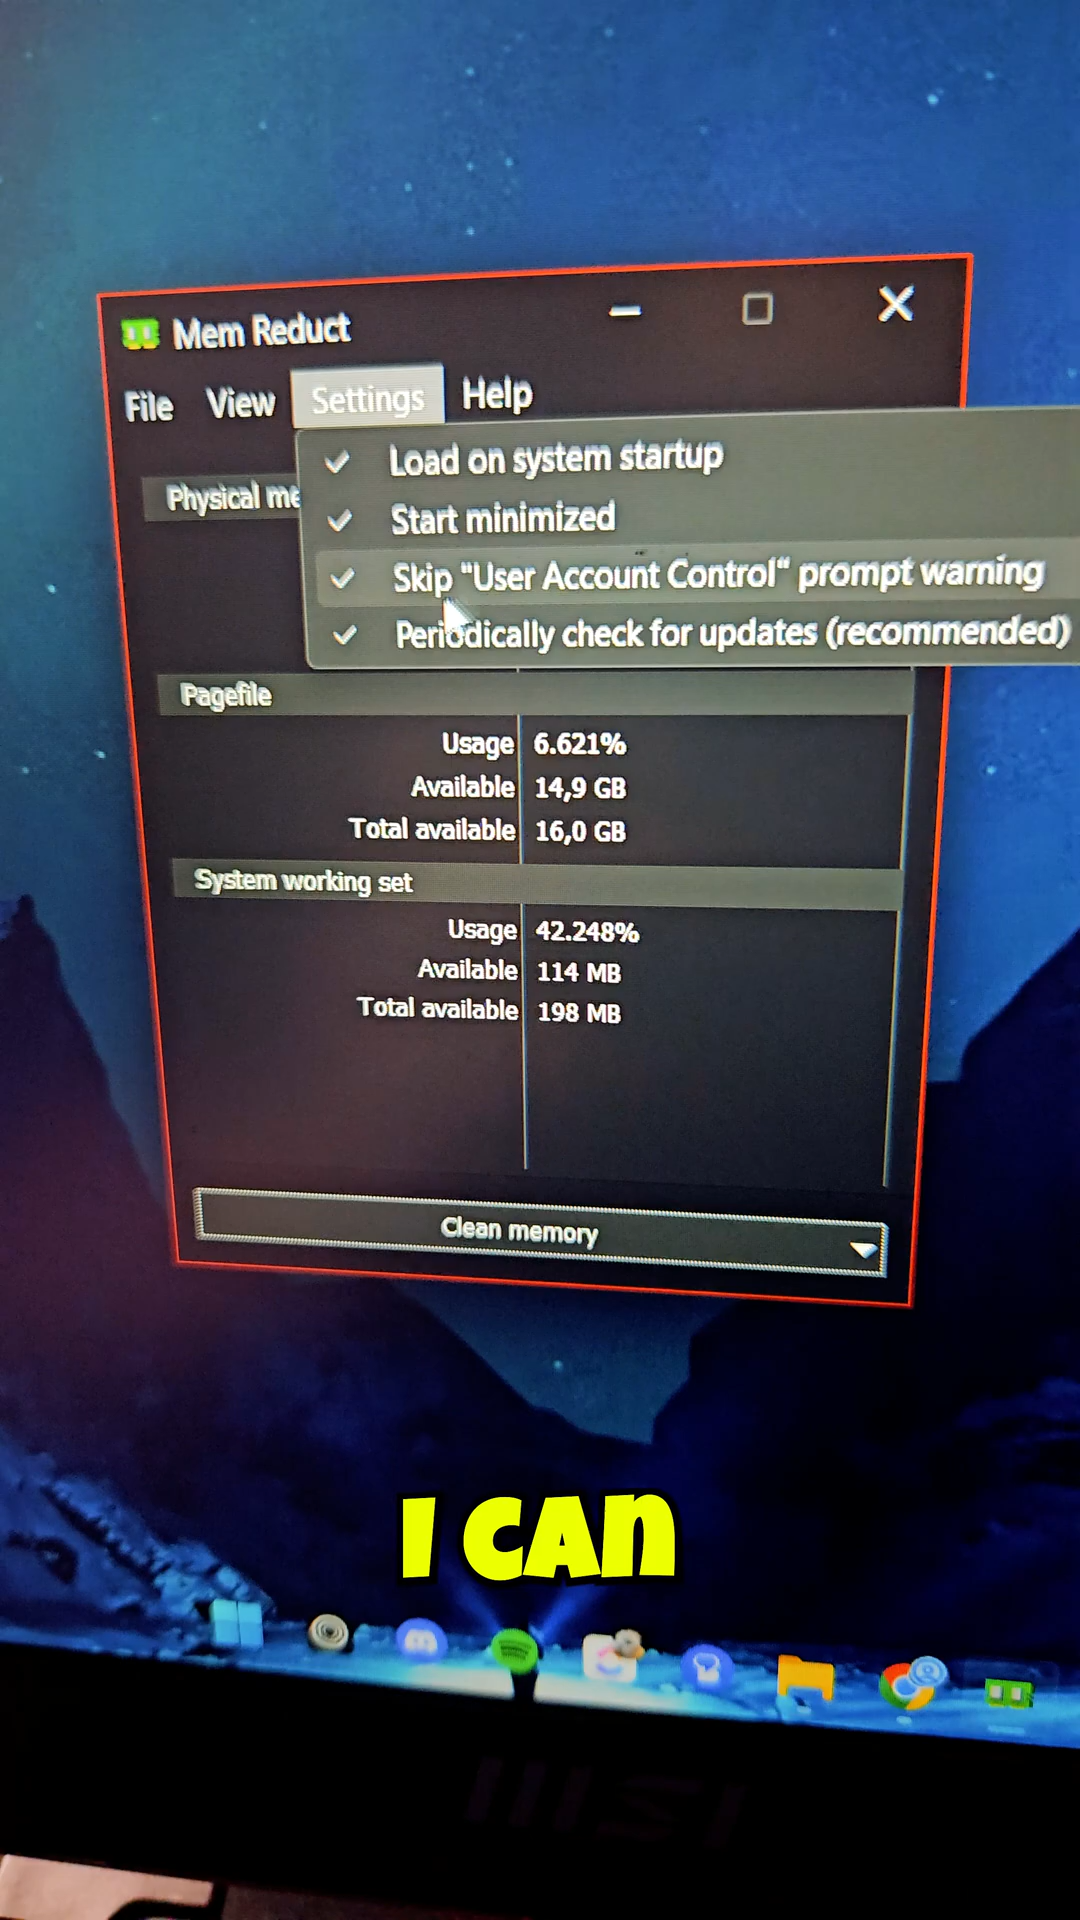 Mem Reduct
File View Settings Help
Load on system startup
Start minimized
Skip "User Account Control" prompt warning
Periodically check for updates (recommended)
Physical me
Pagefile
Usage 6.621%
Available 14,9 GB
Total available 16,0 GB
System working set
Usage 42.248%
Available 114 MB
Total available 198 MB
Clean memory
I CAN
msi